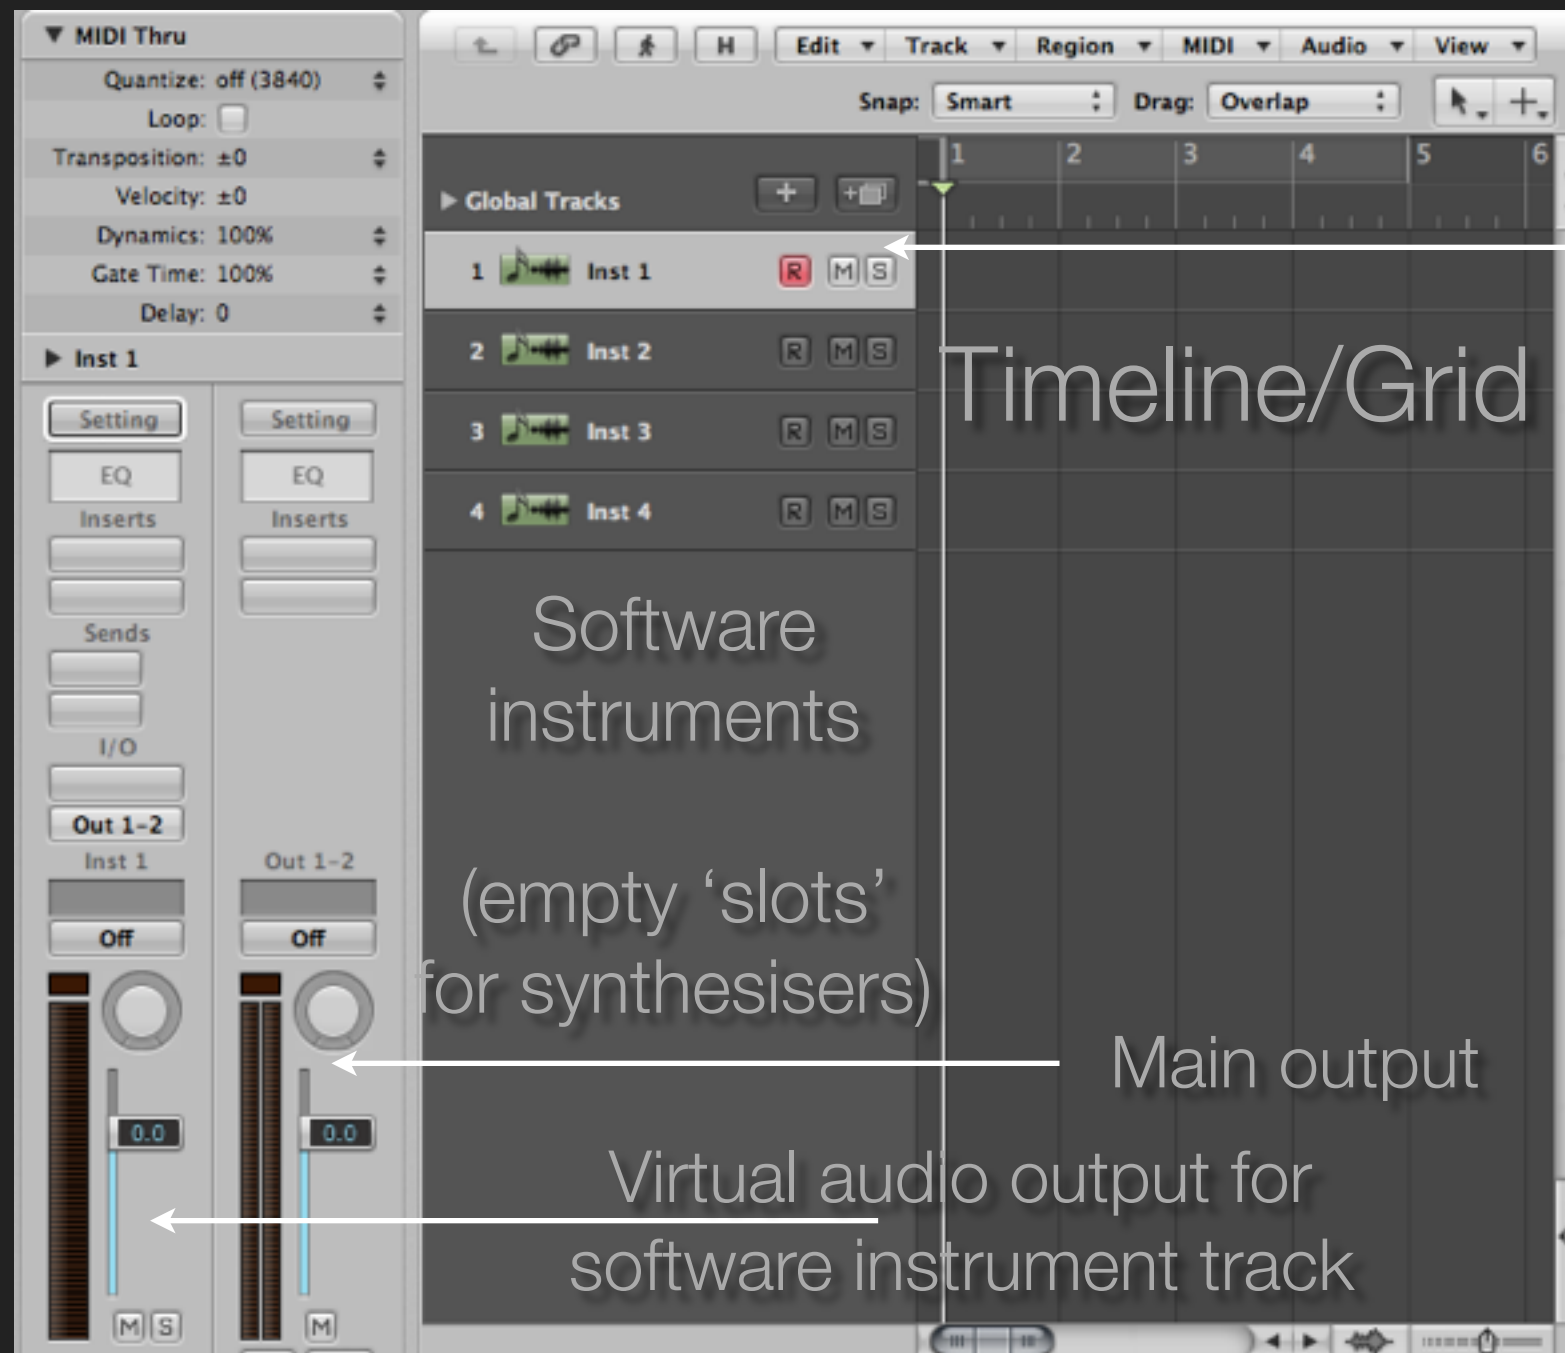 MIDI Thru
Quantize: off (3840)
Loop:
Transposition: ±0
Velocity: ±0
Dynamics: 100%
Gate Time: 100%
Delay: 0
Inst 1
Setting Setting
EQ EQ
Inserts Inserts
Sends
I/O
Out 1-2
Inst 1 Out 1-2
Off Off
0.0 0.0
M S M
H Edit Track Region MIDI Audio View
Snap: Smart Drag: Overlap
1 2 3 4 5 6
Global Tracks
1 Inst 1 R M S
2 Inst 2 R M S
3 Inst 3 R M S
4 Inst 4 R M S
Timeline/Grid
Software
instruments
(empty ‘slots’
for synthesisers)
Main output
Virtual audio output for
software instrument track